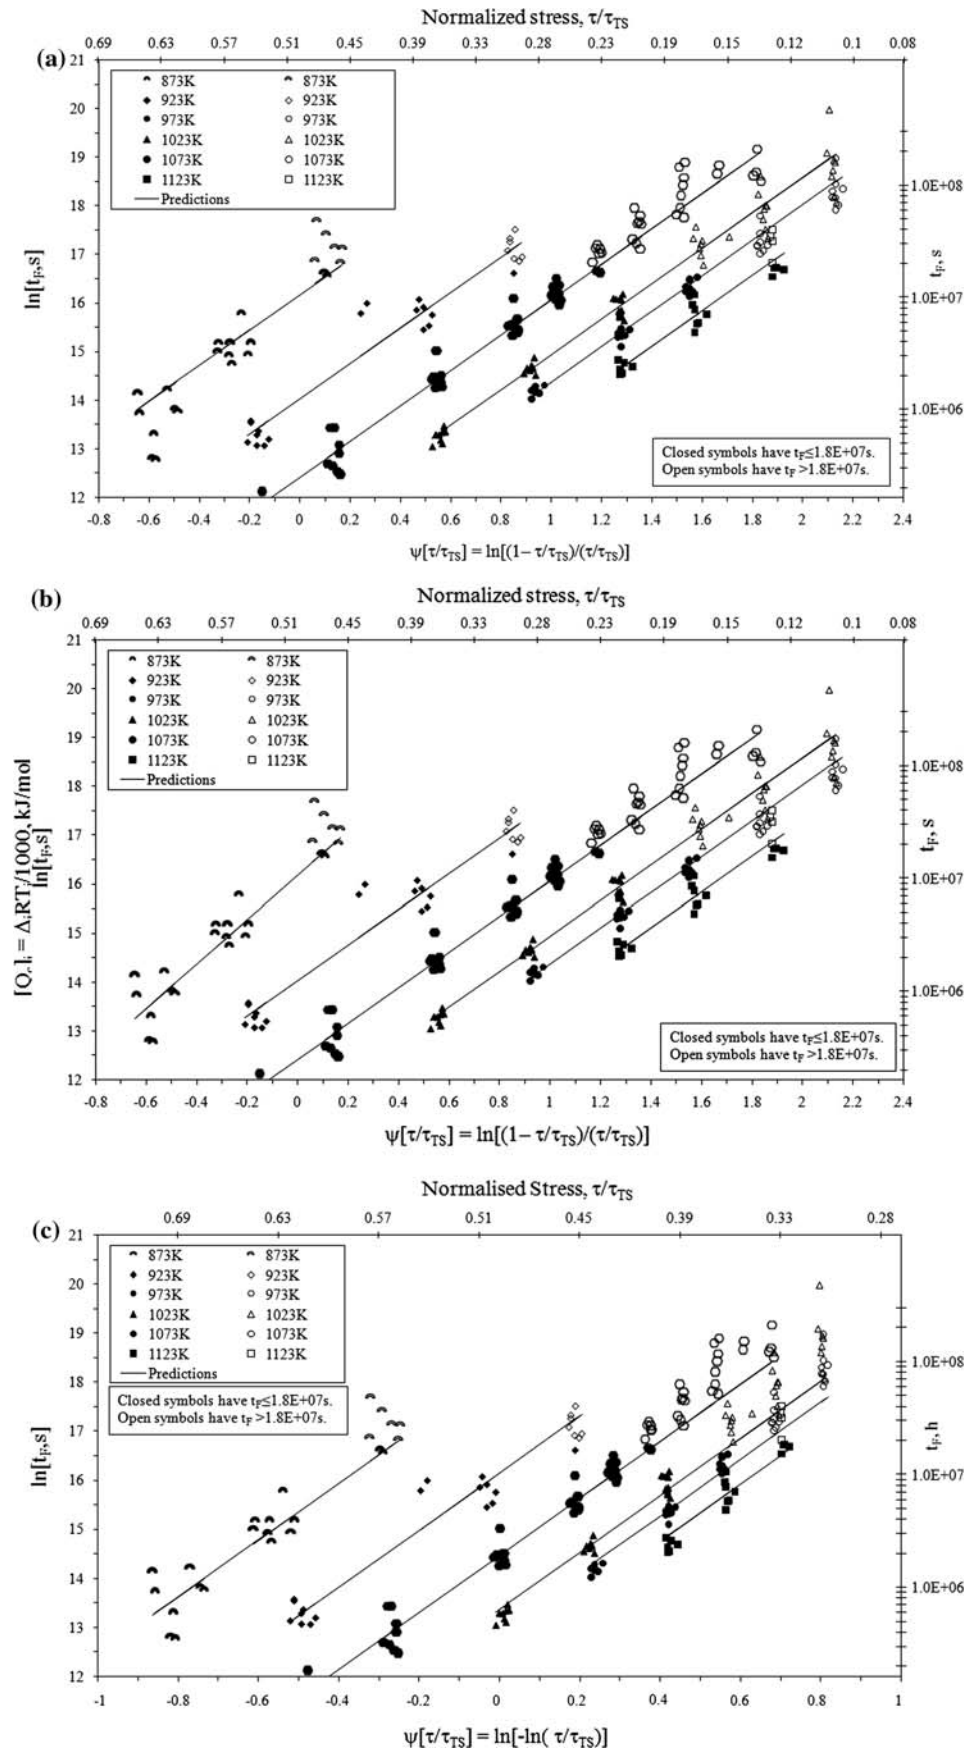 Normalized stress, τ/τTS
(a)
0.69 0.63 0.57 0.51 0.45 0.39 0.33 0.28 0.23 0.19 0.15 0.12 0.1 0.08
21
20
19
18
17
16
15
14
13
12
ln[tF,s]
873K 873K
923K 923K
973K 973K
1023K 1023K
1073K 1073K
1123K 1123K
Predictions
1.0E+08
1.0E+07
1.0E+06
tF, s
Closed symbols have tF≤1.8E+07s.
Open symbols have tF >1.8E+07s.
-0.8 -0.6 -0.4 -0.2 0 0.2 0.4 0.6 0.8 1 1.2 1.4 1.6 1.8 2 2.2 2.4
ψ[τ/τTS] = ln[(1– τ/τTS)/(τ/τTS)]
(b)
Normalized stress, τ/τTS
0.69 0.63 0.57 0.51 0.45 0.39 0.33 0.28 0.23 0.19 0.15 0.12 0.1 0.08
21
20
19
18
17
16
15
14
13
12
[Qc]i = ΔiRTi/1000, kJ/mol
ln[tF,s]
873K 873K
923K 923K
973K 973K
1023K 1023K
1073K 1073K
1123K 1123K
Predictions
1.0E+08
1.0E+07
1.0E+06
tF, s
Closed symbols have tF≤1.8E+07s.
Open symbols have tF >1.8E+07s.
-0.8 -0.6 -0.4 -0.2 0 0.2 0.4 0.6 0.8 1 1.2 1.4 1.6 1.8 2 2.2 2.4
ψ[τ/τTS] = ln[(1– τ/τTS)/(τ/τTS)]
Normalised Stress, τ/τTS
(c)
0.69 0.63 0.57 0.50 0.45 0.39 0.33 0.28
21
20
19
18
17
16
15
14
13
12
ln[tF,s]
873K 873K
923K 923K
973K 973K
1023K 1023K
1073K 1073K
1123K 1123K
Predictions
Closed symbols have tF≤1.8E+07s.
Open symbols have tF >1.8E+07s.
1.0E+08
1.0E+07
1.0E+06
tF, h
-1 -0.8 -0.6 -0.4 -0.2 0 0.2 0.4 0.6 0.8 1
ψ[τ/τTS] = ln[-ln( τ/τTS)]